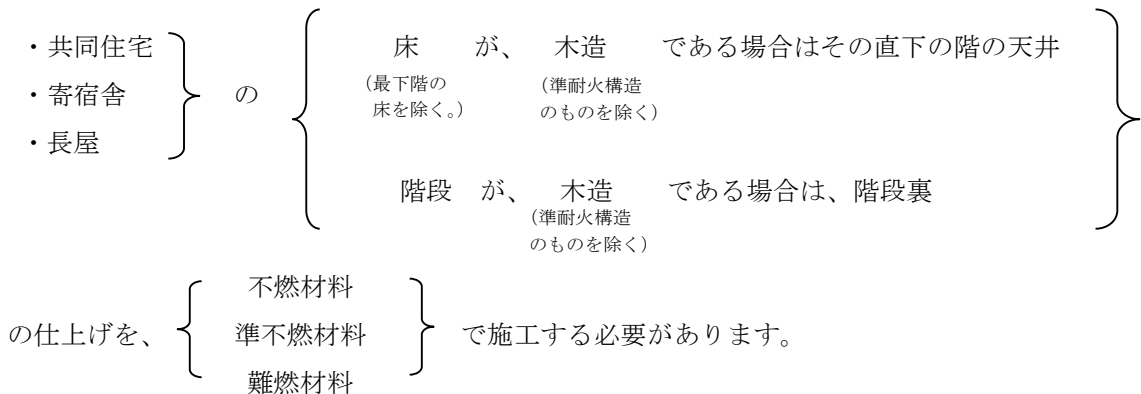 ・共同住宅
・寄宿舎
・長屋
の
床 が、 木造 である場合はその直下の階の天井
(最下階の
床を除く。)
(準耐火構造
のものを除く)
階段 が、 木造 である場合は、階段裏
(準耐火構造
のものを除く)
の仕上げを、
不燃材料
準不燃材料
難燃材料
で施工する必要があります。